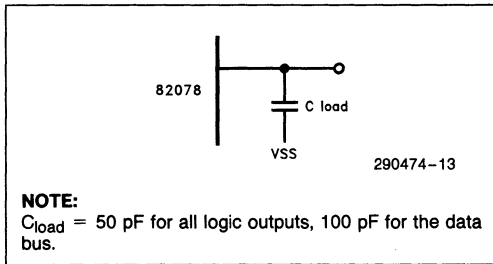 82078
C load
VSS
290474-13
NOTE:
Cload = 50 pF for all logic outputs, 100 pF for the data
bus.